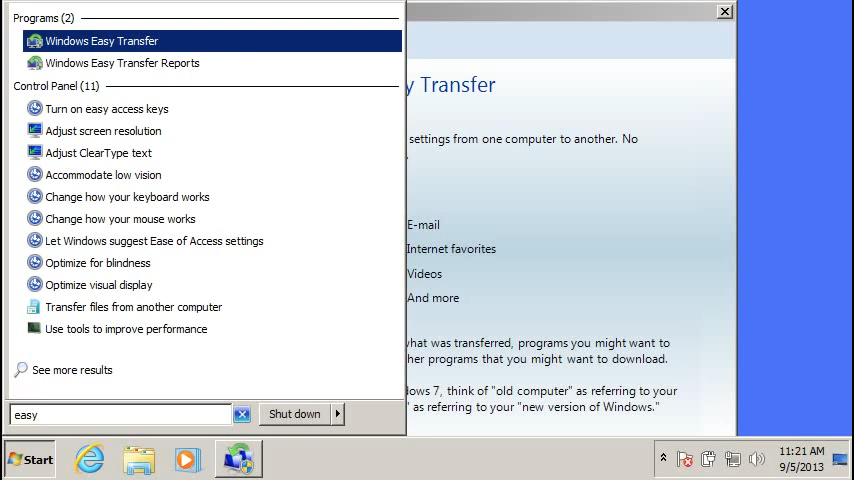 Programs (2)
Windows Easy Transfer
Windows Easy Transfer Reports
Control Panel (11)
Turn on easy access keys
Adjust screen resolution
Adjust ClearType text
Accommodate low vision
Change how your keyboard works
Change how your mouse works
Let Windows suggest Ease of Access settings
Optimize for blindness
Optimize visual display
Transfer files from another computer
Use tools to improve performance
See more results
easy
Shut down
y Transfer
settings from one computer to another. No
E-mail
Internet favorites
Videos
And more
what was transferred, programs you might want to
her programs that you might want to download.
dows 7, think of "old computer" as referring to your
" as referring to your "new version of Windows."
Start
11:21 AM
9/5/2013